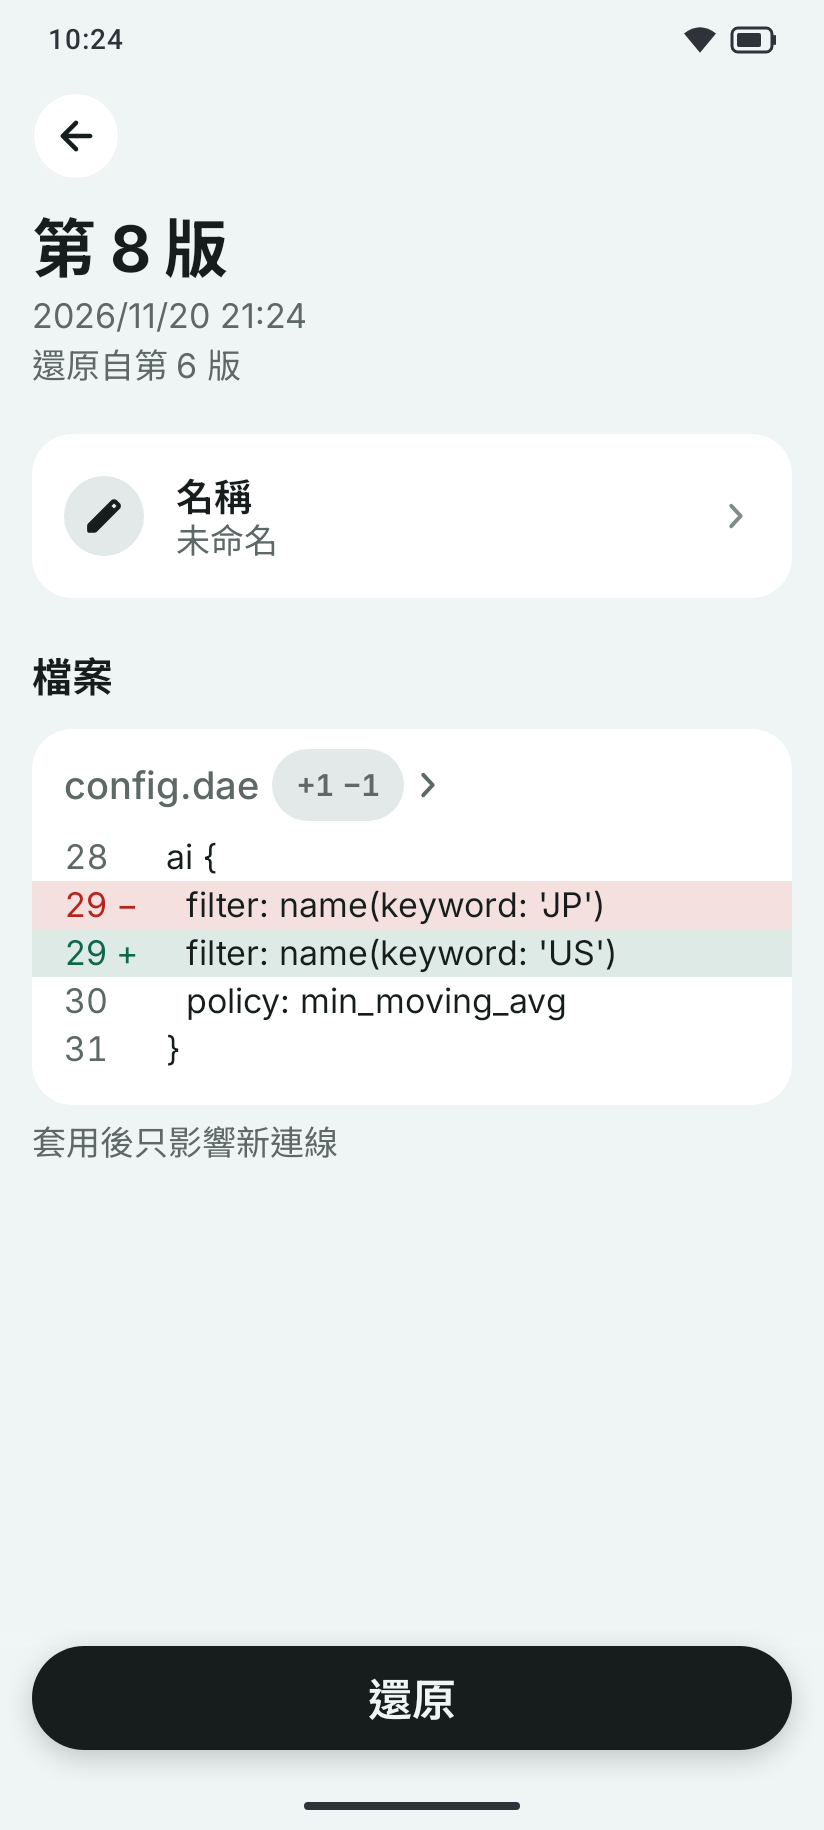 10:24
第 8 版
2026/11/20 21:24
還原自第 6 版
名稱
未命名
檔案
config.dae +1 −1
28 ai {
29 − filter: name(keyword: 'JP')
29 + filter: name(keyword: 'US')
30 policy: min_moving_avg
31 }
套用後只影響新連線
還原